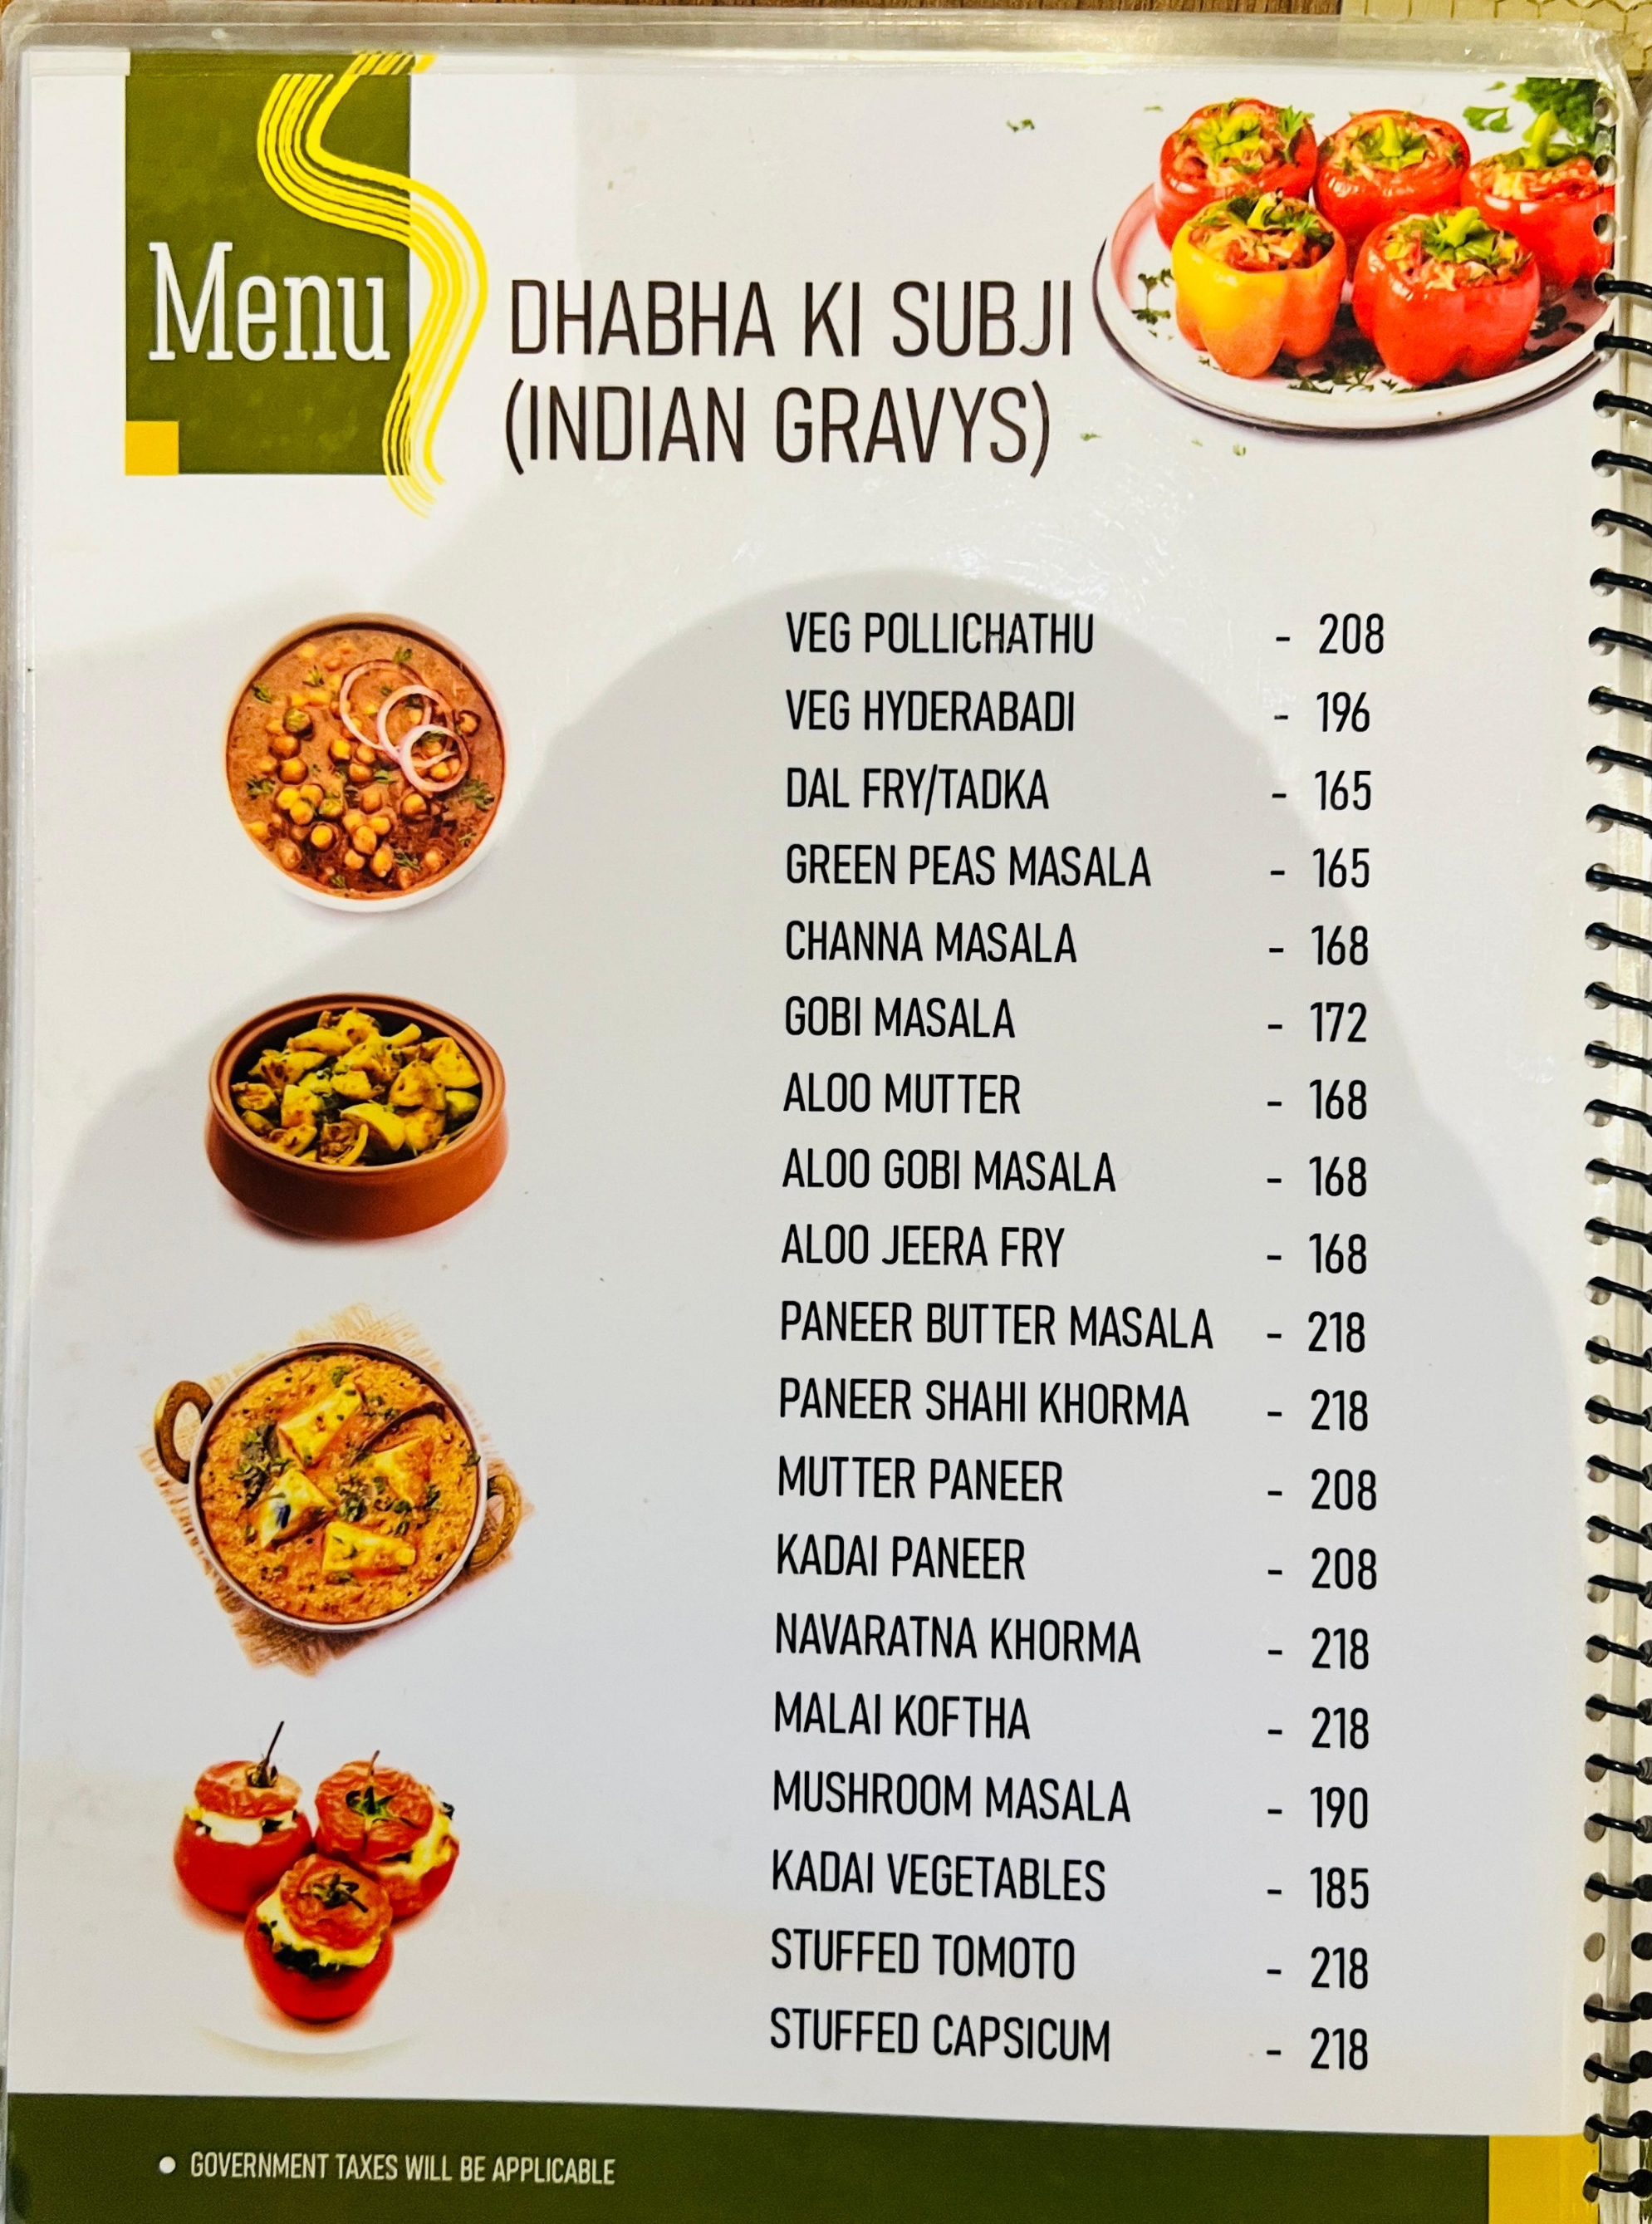 Menu
DHABHA KI SUBJI
(INDIAN GRAVYS)
VEG POLLICHATHU - 208
VEG HYDERABADI - 196
DAL FRY/TADKA - 165
GREEN PEAS MASALA - 165
CHANNA MASALA - 168
GOBI MASALA - 172
ALOO MUTTER - 168
ALOO GOBI MASALA - 168
ALOO JEERA FRY - 168
PANEER BUTTER MASALA - 218
PANEER SHAHI KHORMA - 218
MUTTER PANEER - 208
KADAI PANEER - 208
NAVARATNA KHORMA - 218
MALAI KOFTHA - 218
MUSHROOM MASALA - 190
KADAI VEGETABLES - 185
STUFFED TOMOTO - 218
STUFFED CAPSICUM - 218
• GOVERNMENT TAXES WILL BE APPLICABLE